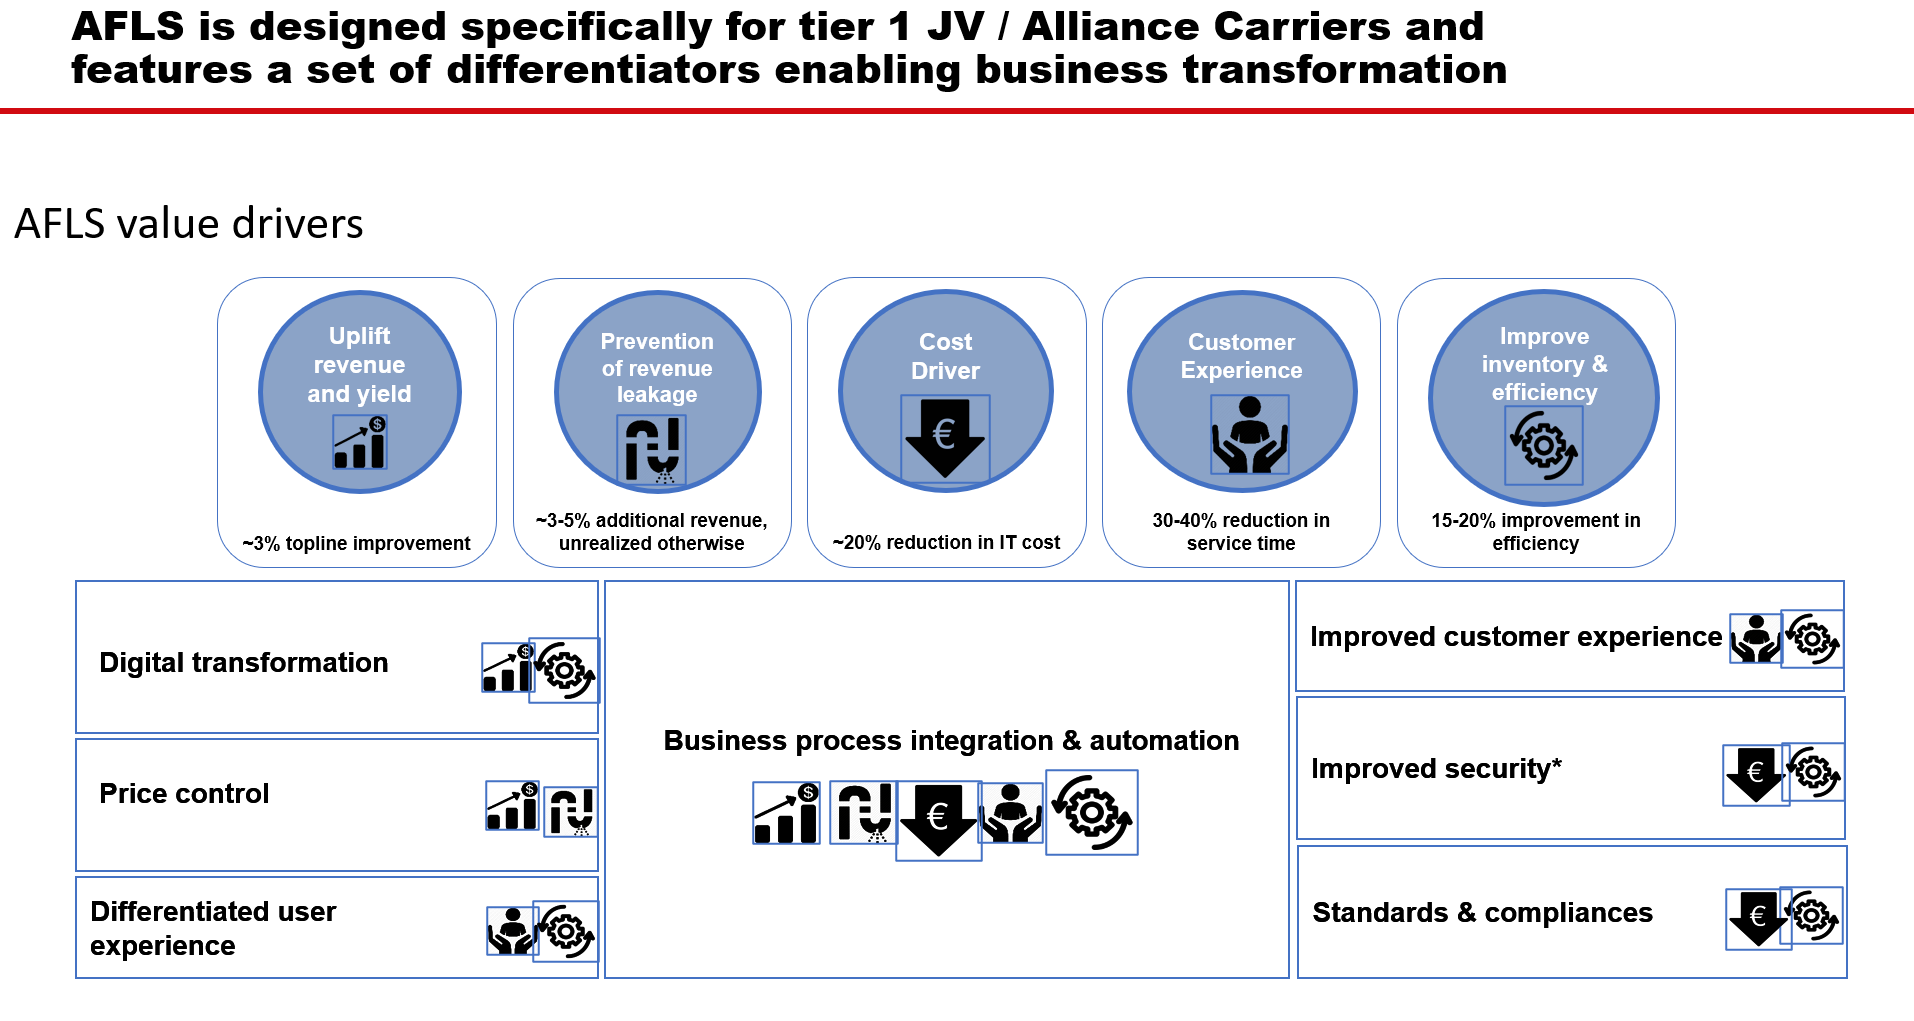 AFLS is designed specifically for tier 1 JV / Alliance Carriers and
features a set of differentiators enabling business transformation
AFLS value drivers
Uplift
revenue
and yield
$
~3% topline improvement
Prevention
of revenue
leakage
~3-5% additional revenue,
unrealized otherwise
Cost
Driver
€
~20% reduction in IT cost
Customer
Experience
30-40% reduction in
service time
Improve
inventory &
efficiency
15-20% improvement in
efficiency
Digital transformation
$
Price control
$
Differentiated user
experience
Business process integration & automation
$
€
Improved customer experience
Improved security*
€
Standards & compliances
€